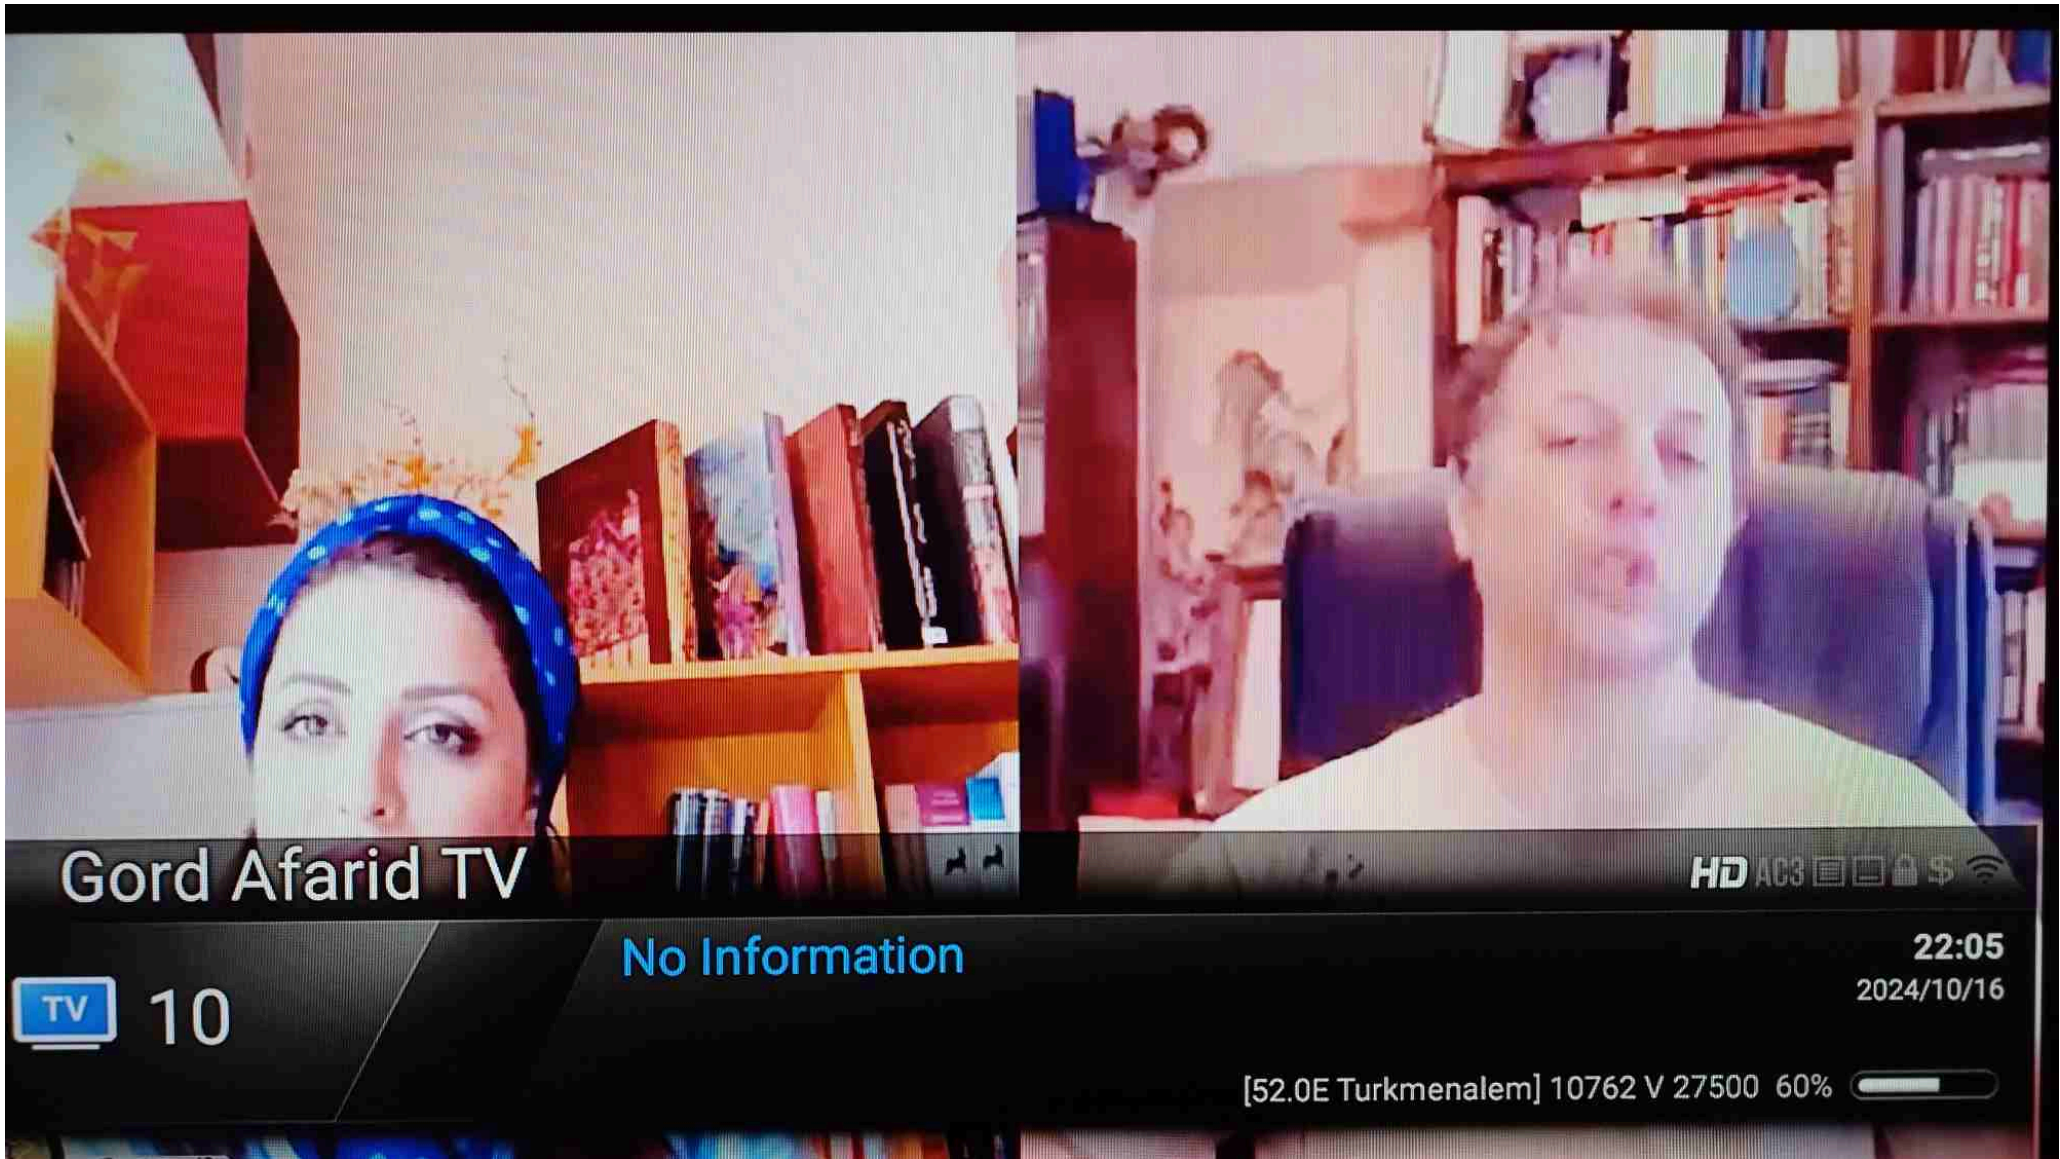 Gord Afarid TV
HD AC3 $
No Information
22:05
2024/10/16
TV 10
[52.0E Turkmenalem] 10762 V 27500 60%